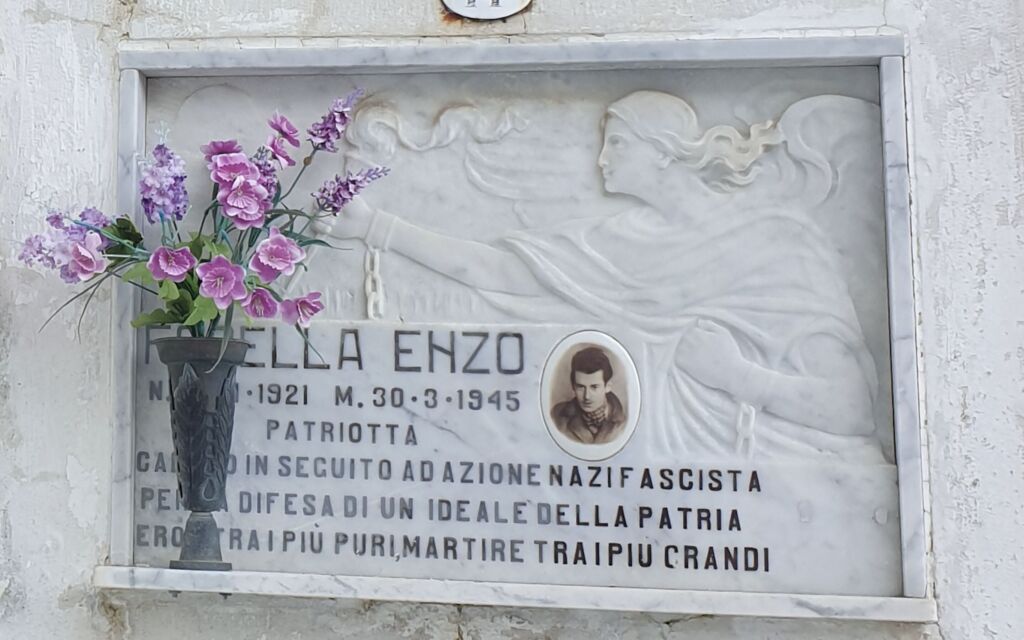 ELLA ENZO
1921 M. 30·3·1945
PATRIOTTA
IN SEGUITO AD AZIONE NAZIFASCISTA
DIFESA DI UN IDEALE DELLA PATRIA
TRA I PIÙ PURI, MARTIRE TRA I PIU GRANDI